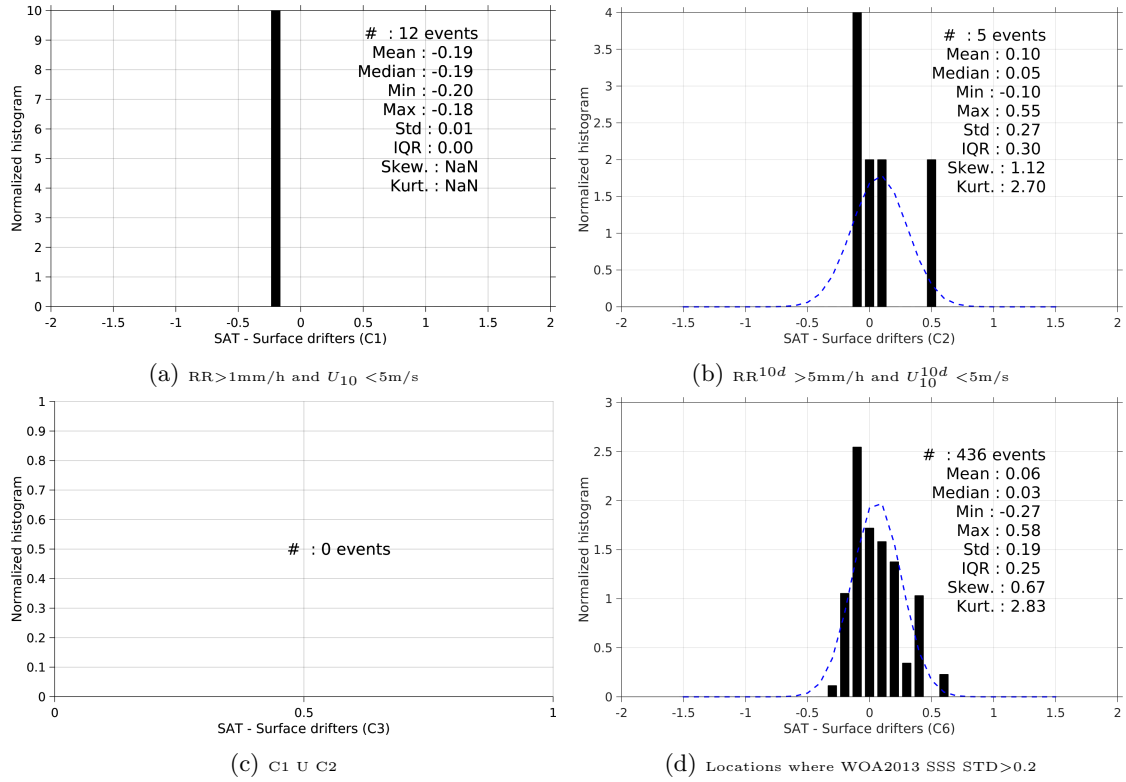 10
9
8
7
6
5
4
3
2
1
0
Normalized histogram
# : 12 events
Mean : -0.19
Median : -0.19
Min : -0.20
Max : -0.18
Std : 0.01
IQR : 0.00
Skew. : NaN
Kurt. : NaN
-2 -1.5 -1 -0.5 0 0.5 1 1.5 2
SAT - Surface drifters (C1)
(a) RR>1mm/h and U10 <5m/s
4
3.5
3
2.5
2
1.5
1
0.5
0
Normalized histogram
# : 5 events
Mean : 0.10
Median : 0.05
Min : -0.10
Max : 0.55
Std : 0.27
IQR : 0.30
Skew. : 1.12
Kurt. : 2.70
-2 -1.5 -1 -0.5 0 0.5 1 1.5 2
SAT - Surface drifters (C2)
(b) RR10d >5mm/h and U10d10 <5m/s
1
0.9
0.8
0.7
0.6
0.5
0.4
0.3
0.2
0.1
0
Normalized histogram
# : 0 events
0 0.5 1
SAT - Surface drifters (C3)
(c) C1 U C2
3
2.5
2
1.5
1
0.5
0
Normalized histogram
# : 436 events
Mean : 0.06
Median : 0.03
Min : -0.27
Max : 0.58
Std : 0.19
IQR : 0.25
Skew. : 0.67
Kurt. : 2.83
-2 -1.5 -1 -0.5 0 0.5 1 1.5 2
SAT - Surface drifters (C6)
(d) Locations where WOA2013 SSS STD>0.2